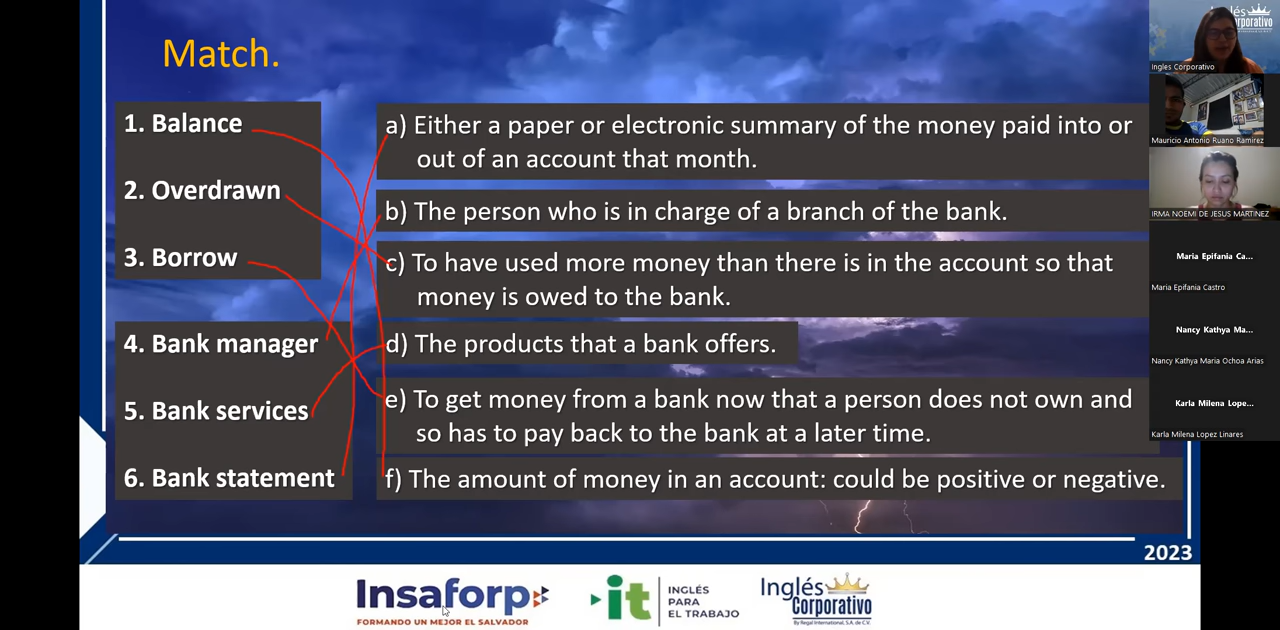 Match.
1. Balance
2. Overdrawn
3. Borrow
4. Bank manager
5. Bank services
6. Bank statement
a) Either a paper or electronic summary of the money paid into or
out of an account that month.
b) The person who is in charge of a branch of the bank.
c) To have used more money than there is in the account so that
money is owed to the bank.
d) The products that a bank offers.
e) To get money from a bank now that a person does not own and
so has to pay back to the bank at a later time.
f) The amount of money in an account: could be positive or negative.
2023
Insaforp
FORMANDO UN MEJOR EL SALVADOR
it
INGLÉS
PARA
EL TRABAJO
Inglés
Corporativo
By Regal International, S.A. de C.V.
Ingles Corporativo
Mauricio Antonio Ruano Ramirez
IRMA NOEMI DE JESUS MARTINEZ
Maria Epifania Ca...
Maria Epifania Castro
Nancy Kathya Ma...
Nancy Kathya Maria Ochoa Arias
Karla Milena Lope...
Karla Milena Lopez Linares